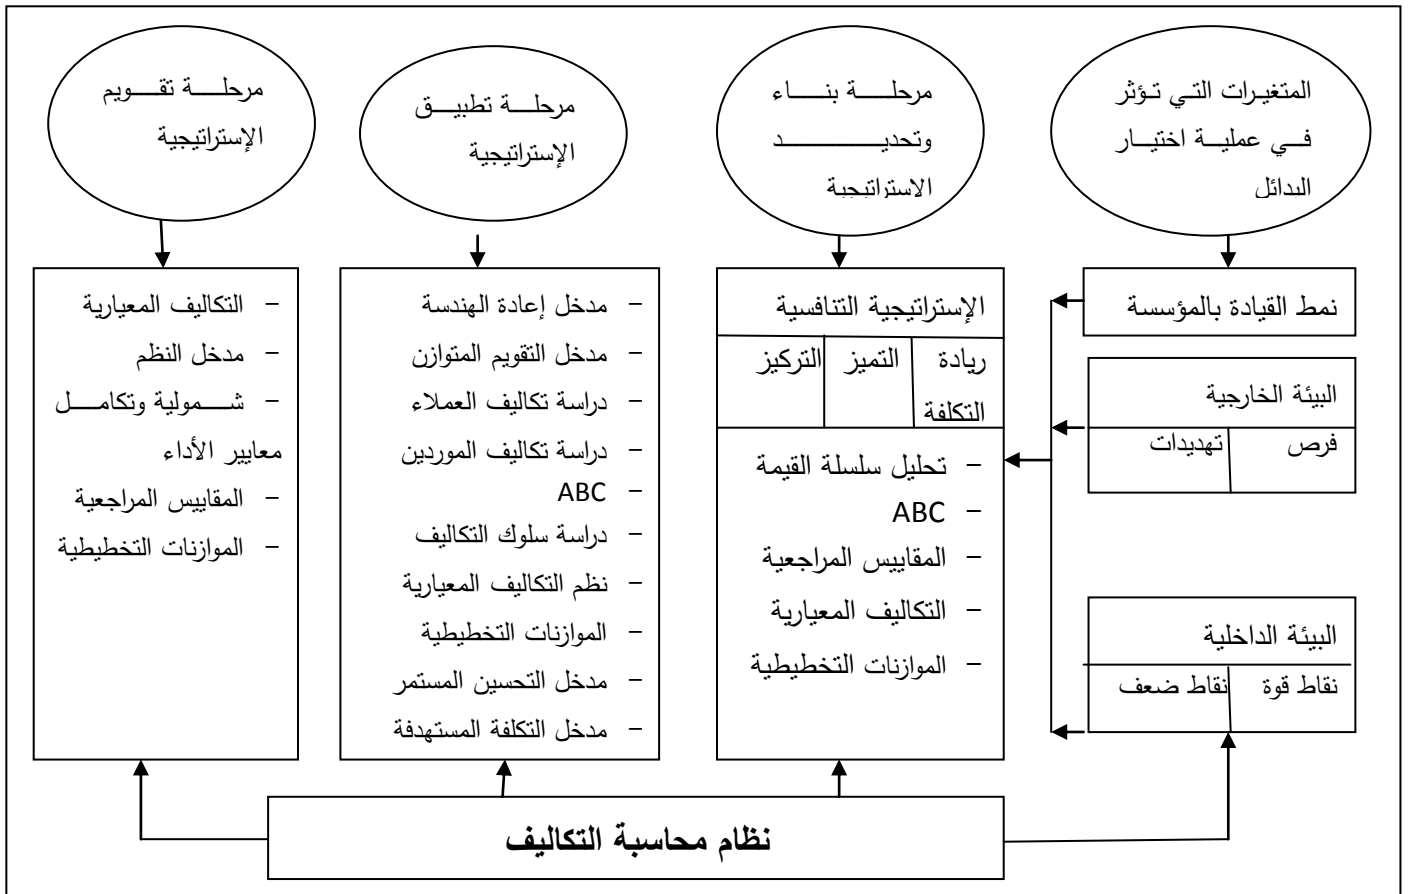 المتغيرات التي تؤثر
في عملية اختيار
البدائل
مرحلة بناء
وتحديد
الاستراتيجية
مرحلة تطبيق
الإستراتيجية
مرحلة تقويم
الإستراتيجية
نمط القيادة بالمؤسسة
البيئة الخارجية
فرص
تهديدات
البيئة الداخلية
نقاط قوة
نقاط ضعف
الإستراتيجية التنافسية
ريادة
التكلفة
التميز
التركيز
- تحليل سلسلة القيمة
- ABC
- المقاييس المراجعية
- التكاليف المعيارية
- الموازنات التخطيطية
- مدخل إعادة الهندسة
- مدخل التقويم المتوازن
- دراسة تكاليف العملاء
- دراسة تكاليف الموردين
- ABC
- دراسة سلوك التكاليف
- نظم التكاليف المعيارية
- الموازنات التخطيطية
- مدخل التحسين المستمر
- مدخل التكلفة المستهدفة
- التكاليف المعيارية
- مدخل النظم
- شمولية وتكامل
معايير الأداء
- المقاييس المراجعية
- الموازنات التخطيطية
نظام محاسبة التكاليف